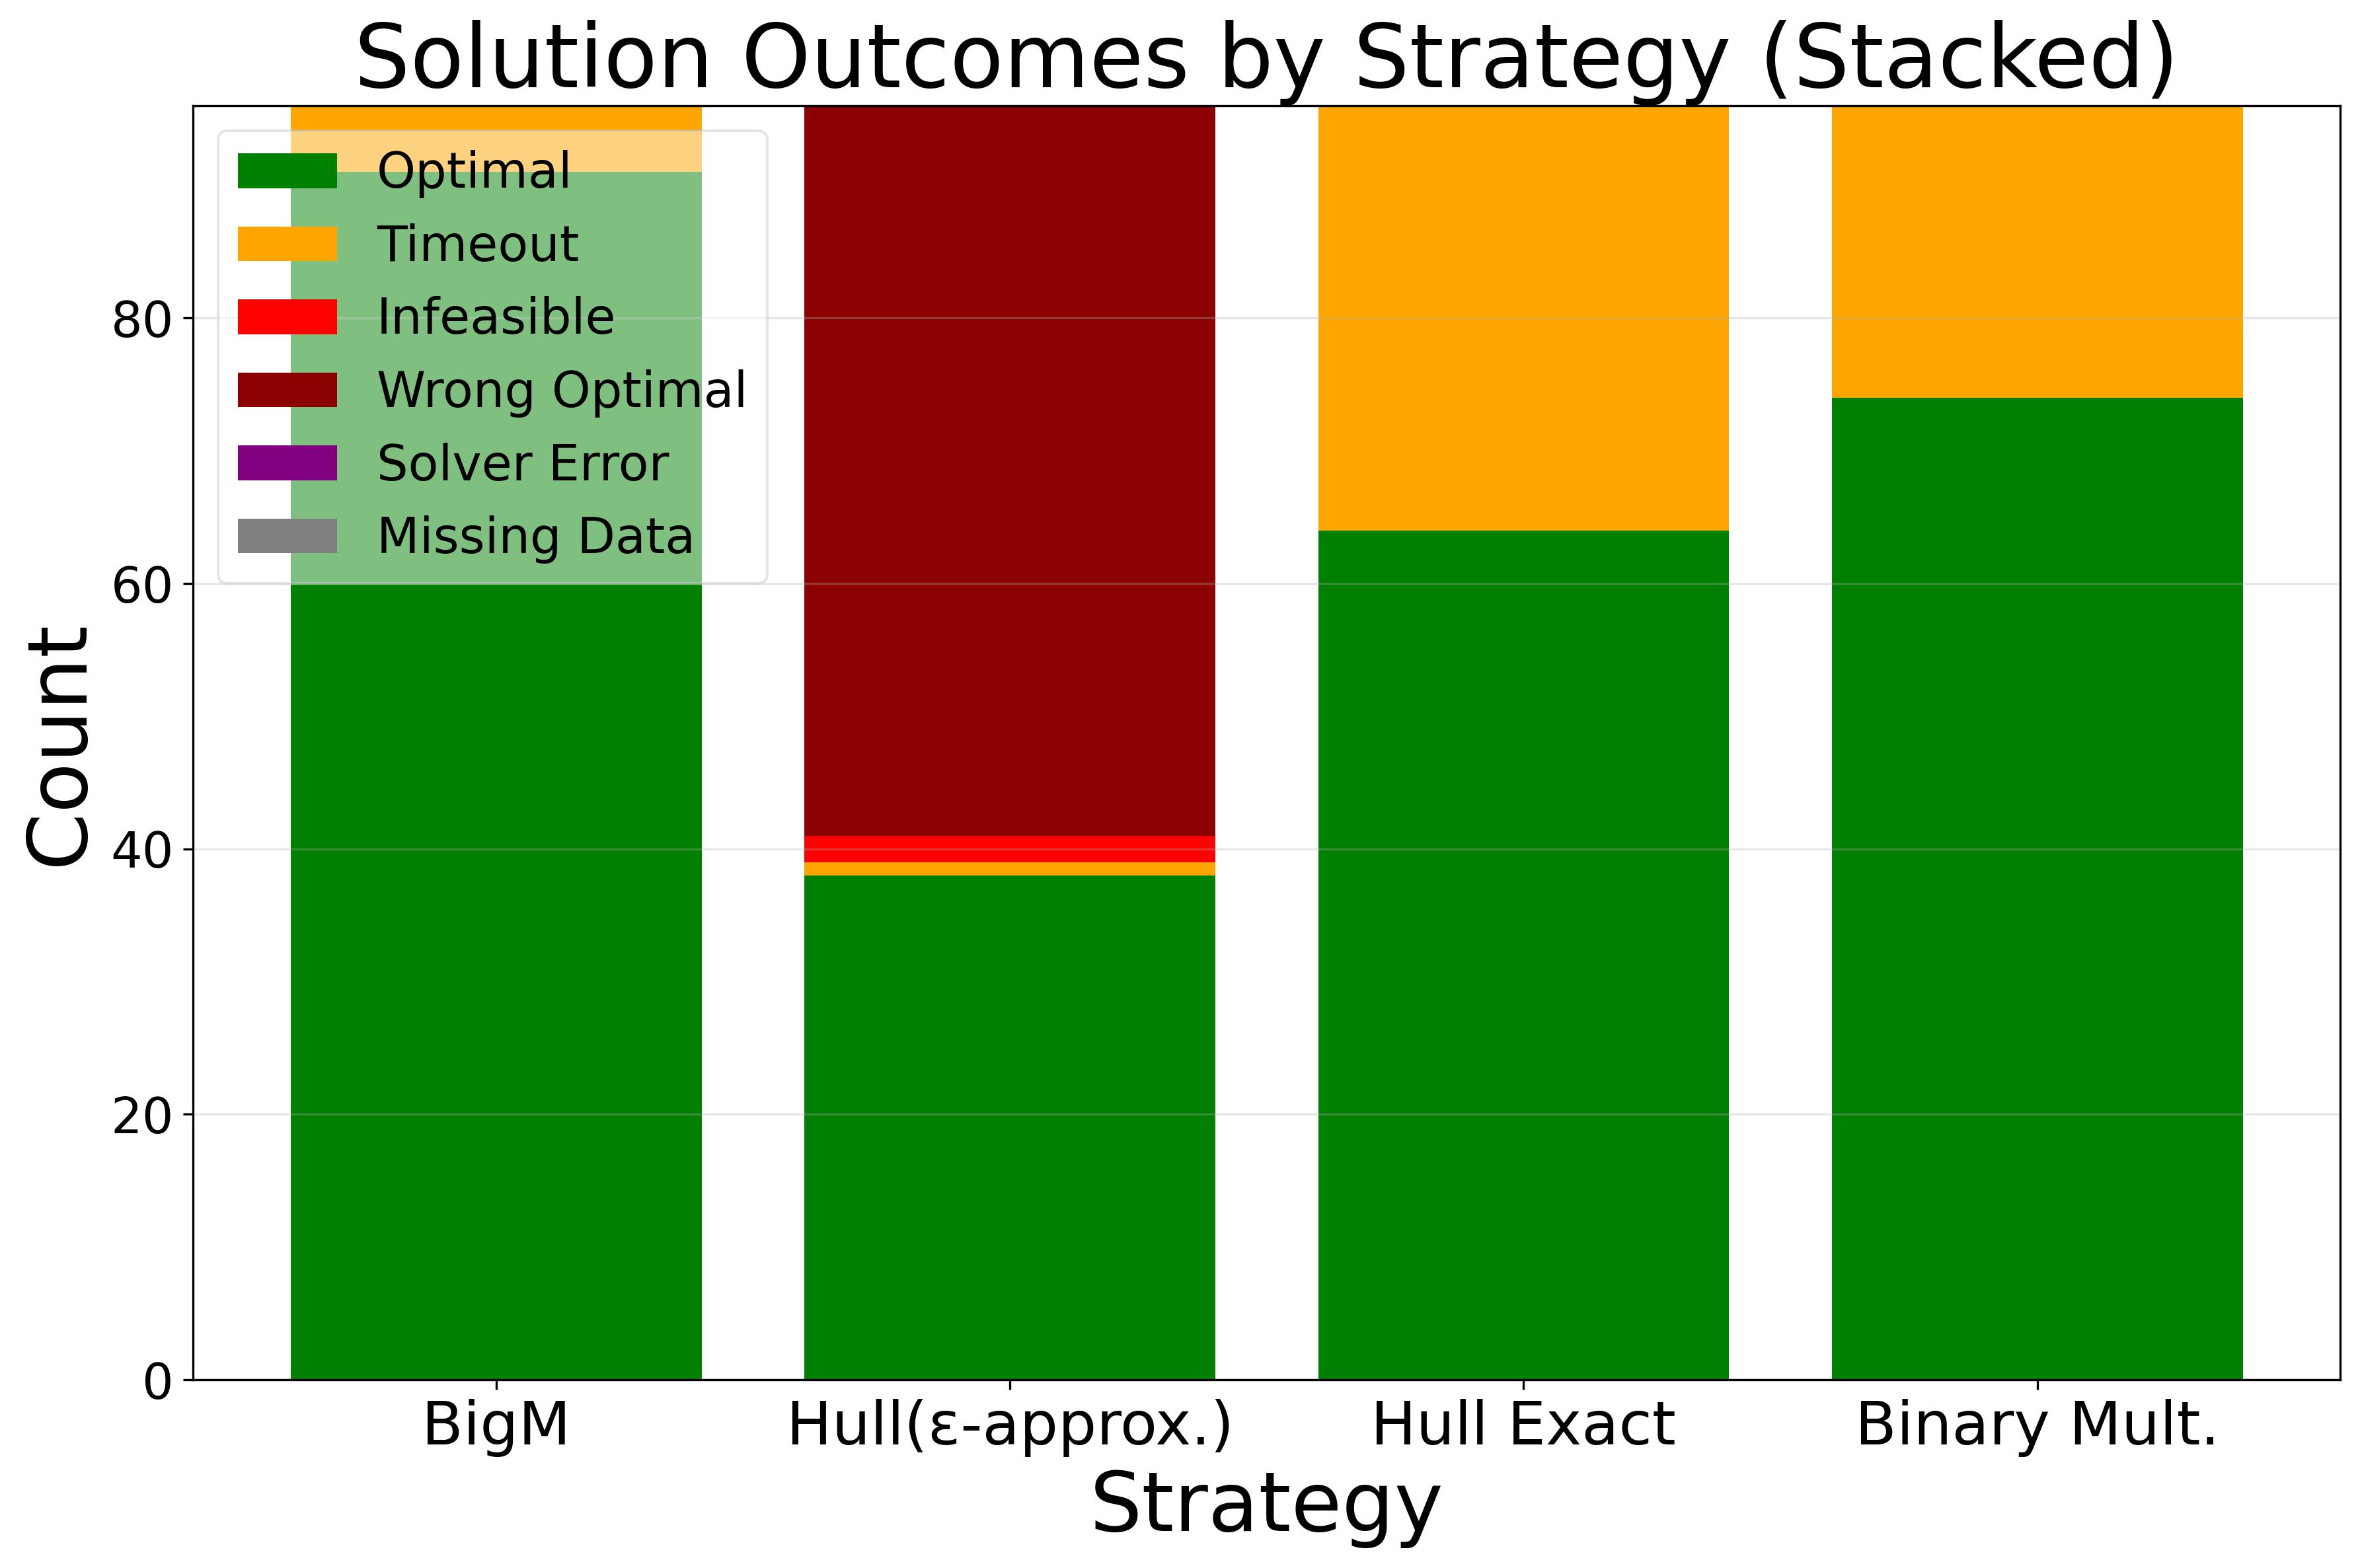 Solution Outcomes by Strategy (Stacked)
Optimal
Timeout
Infeasible
Wrong Optimal
Solver Error
Missing Data
Count
80
60
40
20
0
BigM
Hull(ε-approx.)
Hull Exact
Binary Mult.
Strategy